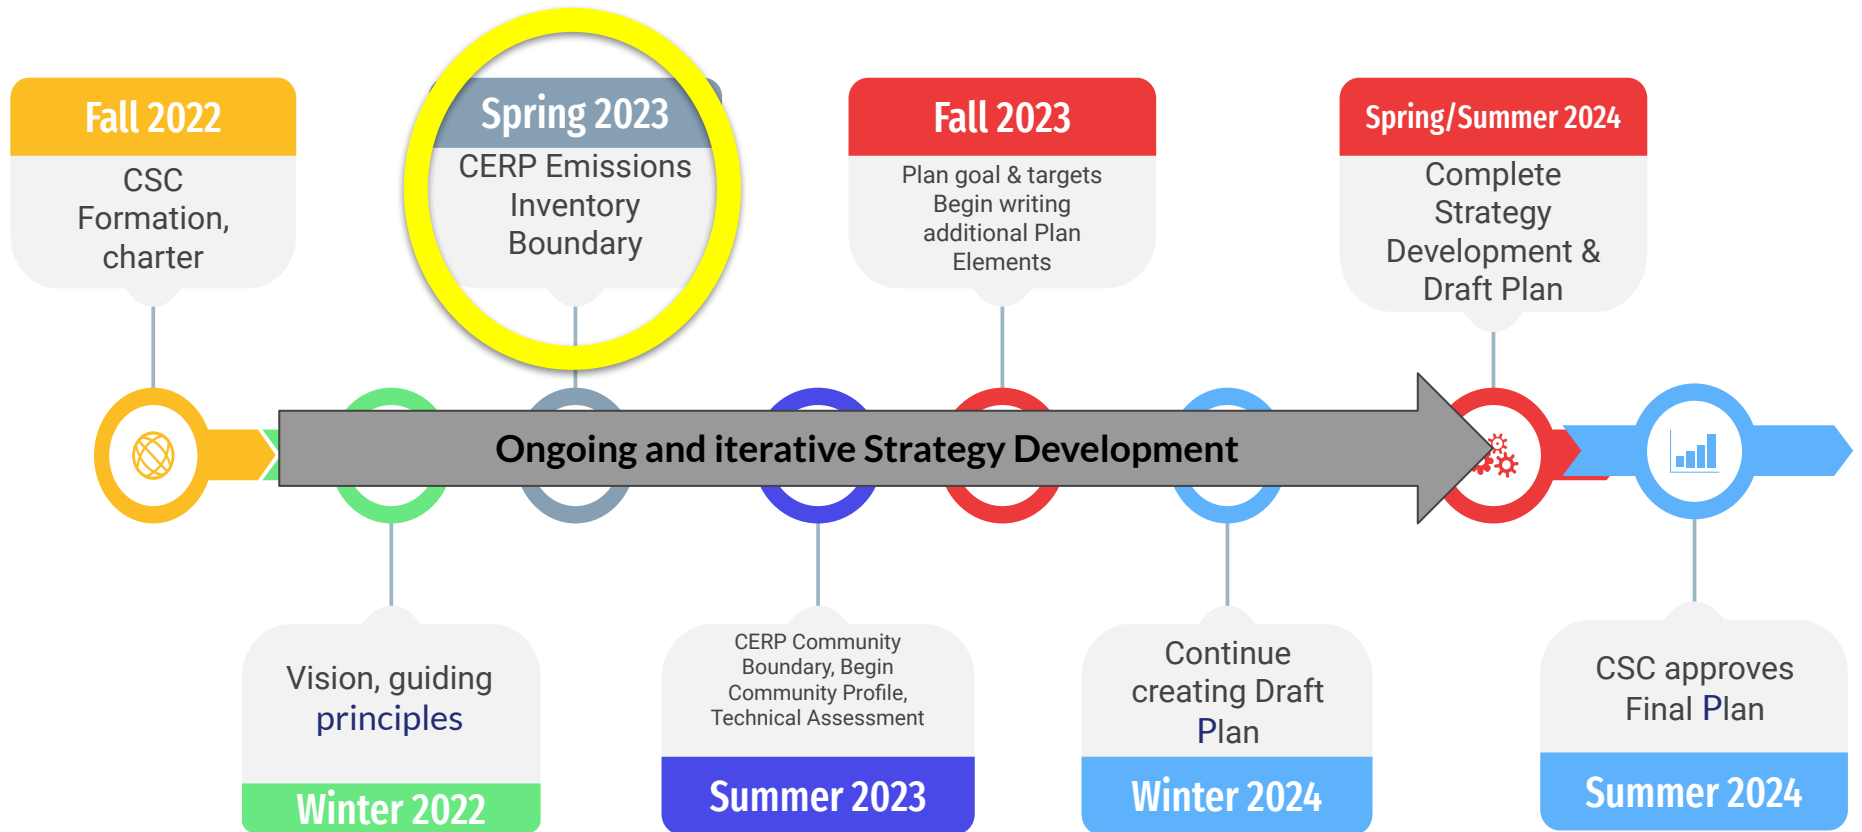 Fall 2022
CSC
Formation,
charter
Spring 2023
CERP Emissions
Inventory
Boundary
Fall 2023
Plan goal & targets
Begin writing
additional Plan
Elements
Spring/Summer 2024
Complete
Strategy
Development &
Draft Plan
Ongoing and iterative Strategy Development
Vision, guiding
principles
Winter 2022
CERP Community
Boundary, Begin
Community Profile,
Technical Assessment
Summer 2023
Continue
creating Draft
Plan
Winter 2024
CSC approves
Final Plan
Summer 2024